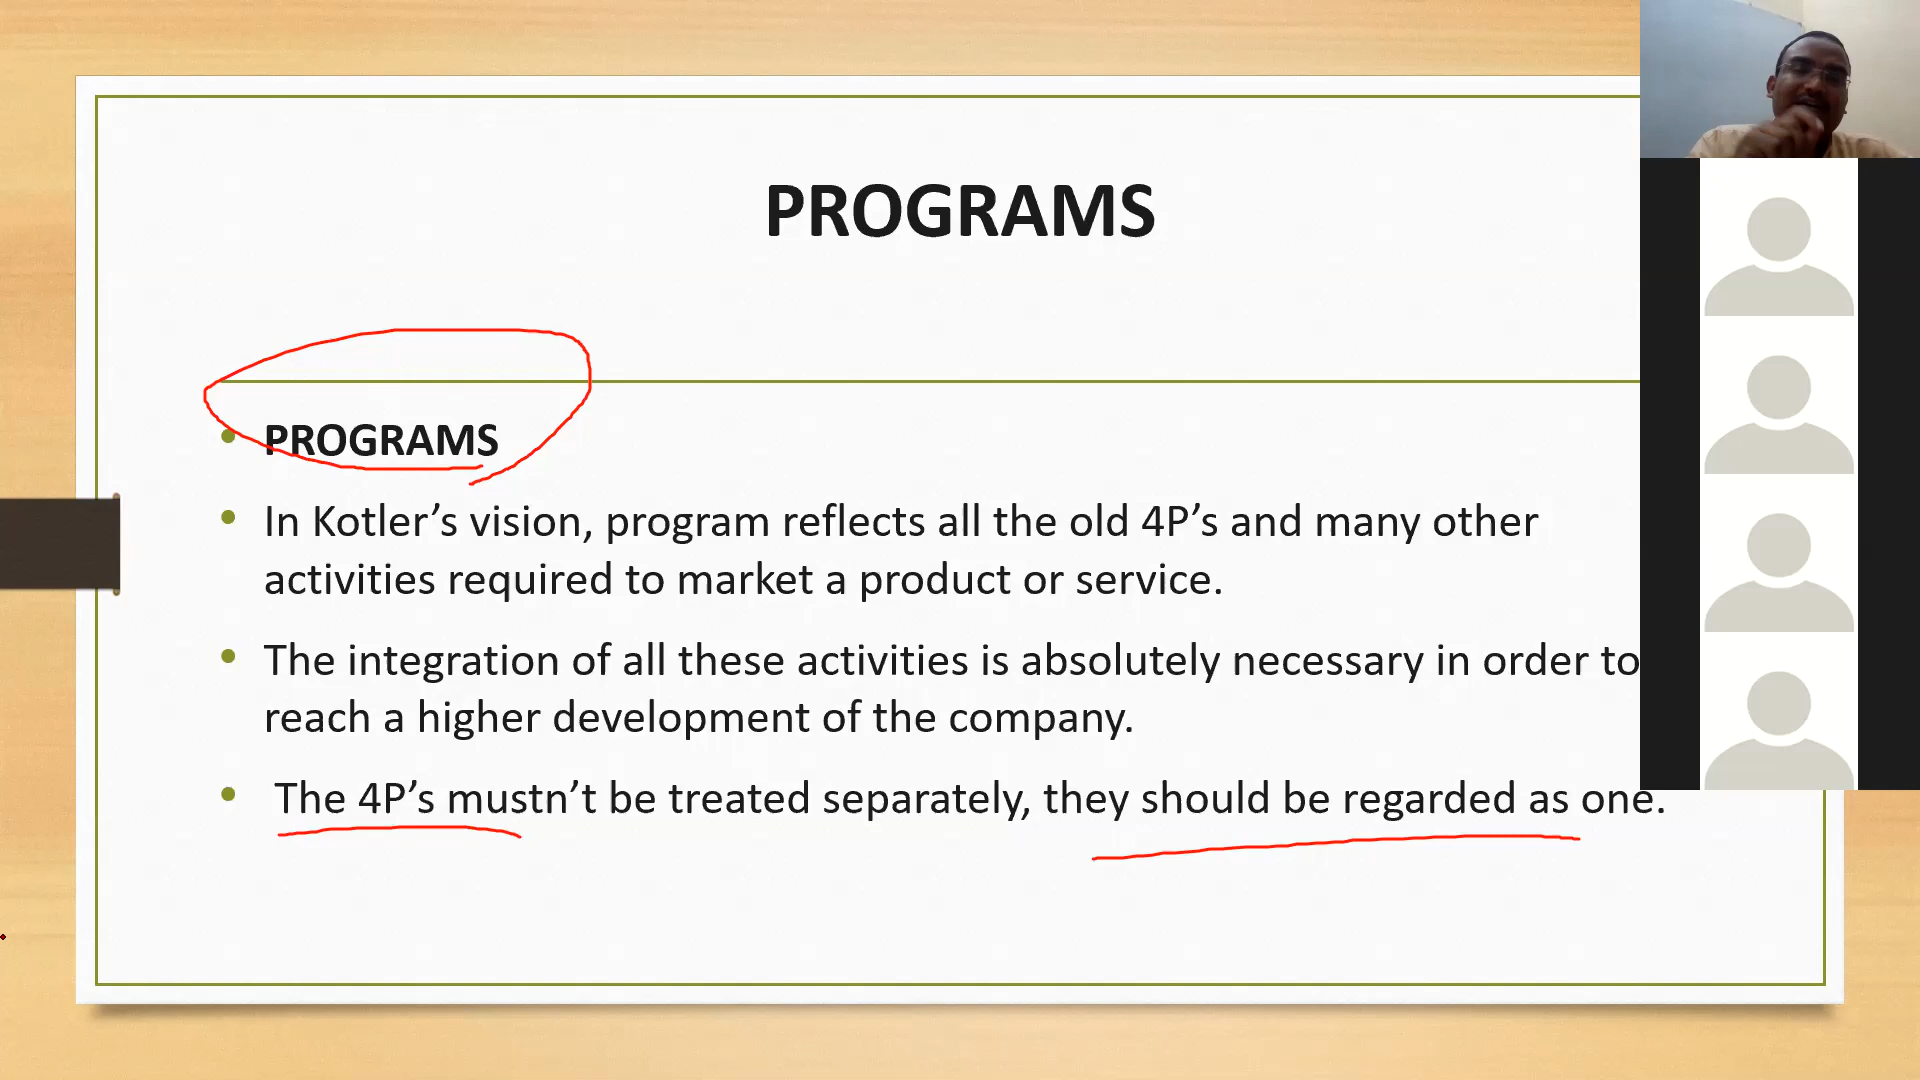 PROGRAMS
• PROGRAMS
• In Kotler’s vision, program reflects all the old 4P’s and many other
activities required to market a product or service.
• The integration of all these activities is absolutely necessary in order to
reach a higher development of the company.
• The 4P’s mustn’t be treated separately, they should be regarded as one.